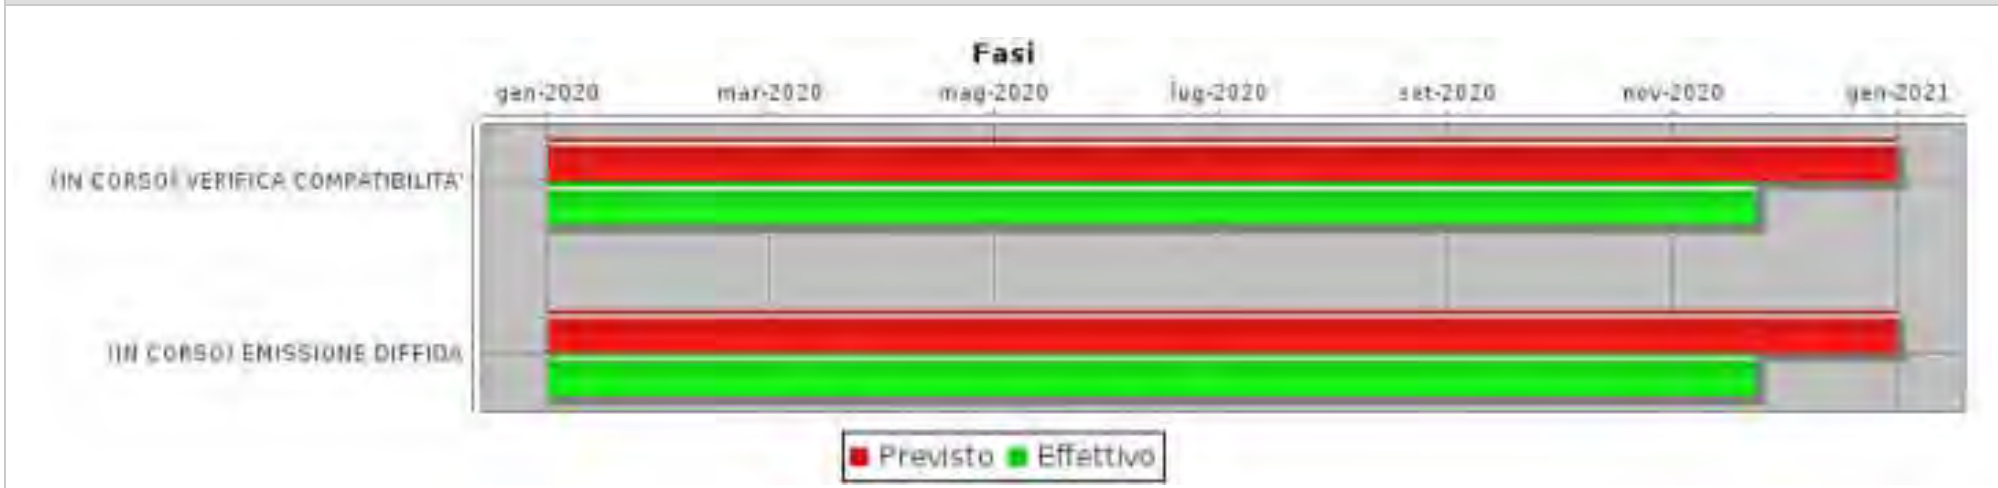 Fasi
gen-2020 mar-2020 mag-2020 lug-2020 set-2020 nov-2020 gen-2021
(IN CORSO) VERIFICA COMPATIBILITA'
(IN CORSO) EMISSIONE DIFFIDA
Previsto Effettivo